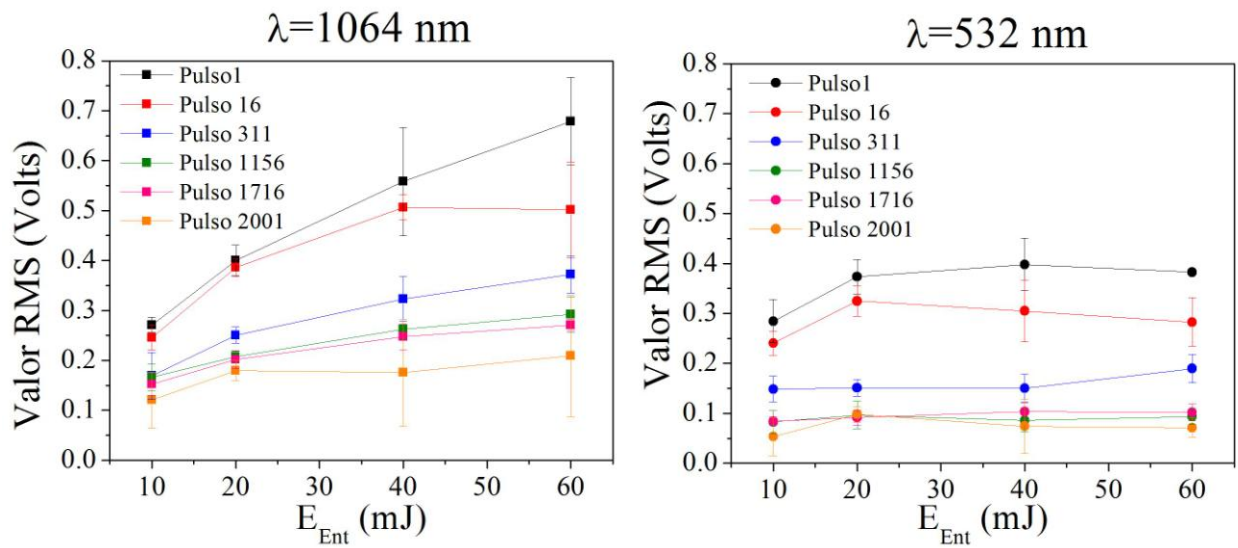 λ=1064 nm
0.8
0.7
0.6
0.5
0.4
0.3
0.2
0.1
0.0
Valor RMS (Volts)
Pulso1
Pulso 16
Pulso 311
Pulso 1156
Pulso 1716
Pulso 2001
10 20 30 40 50 60
E_Ent (mJ)
λ=532 nm
0.8
0.7
0.6
0.5
0.4
0.3
0.2
0.1
0.0
Valor RMS (Volts)
Pulso1
Pulso 16
Pulso 311
Pulso 1156
Pulso 1716
Pulso 2001
10 20 30 40 50 60
E_Ent (mJ)